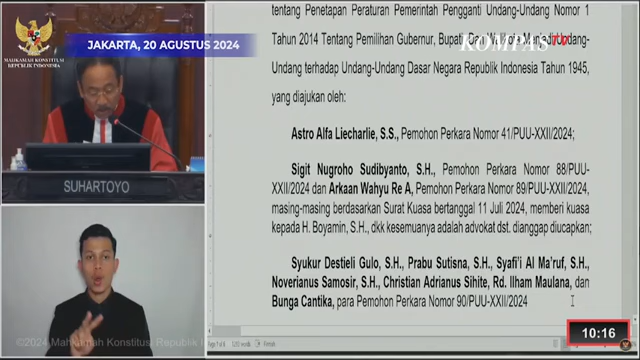 MAHKAMAH KONSTITUSI
REPUBLIK INDONESIA
JAKARTA, 20 AGUSTUS 2024
SUHARTOYO
©2024 Mahkamah Konstitusi Republik
KOMPAS TV
tentang Penetapan Peraturan Pemerintah Pengganti Undang-Undang Nomor 1
Tahun 2014 Tentang Pemilihan Gubernur, Bupati, Dan Wali Kota Menjadi Undang-
Undang terhadap Undang-Undang Dasar Negara Republik Indonesia Tahun 1945,
yang diajukan oleh:
Astro Alfa Liecharlie, S.S., Pemohon Perkara Nomor 41/PUU-XXII/2024;
Sigit Nugroho Sudibyanto, S.H., Pemohon Perkara Nomor 88/PUU-
XXII/2024 dan Arkaan Wahyu Re A, Pemohon Perkara Nomor 89/PUU-XXII/2024,
masing-masing berdasarkan Surat Kuasa bertanggal 11 Juli 2024, memberi kuasa
kepada H. Boyamin, S.H., dkk kesemuanya adalah advokat dst. dianggap diucapkan;
Syukur Destieli Gulo, S.H., Prabu Sutisna, S.H., Syafi'i Al Ma'ruf, S.H.,
Noverianus Samosir, S.H., Christian Adrianus Sihite, Rd. Ilham Maulana, dan
Bunga Cantika, para Pemohon Perkara Nomor 90/PUU-XXII/2024
10:16